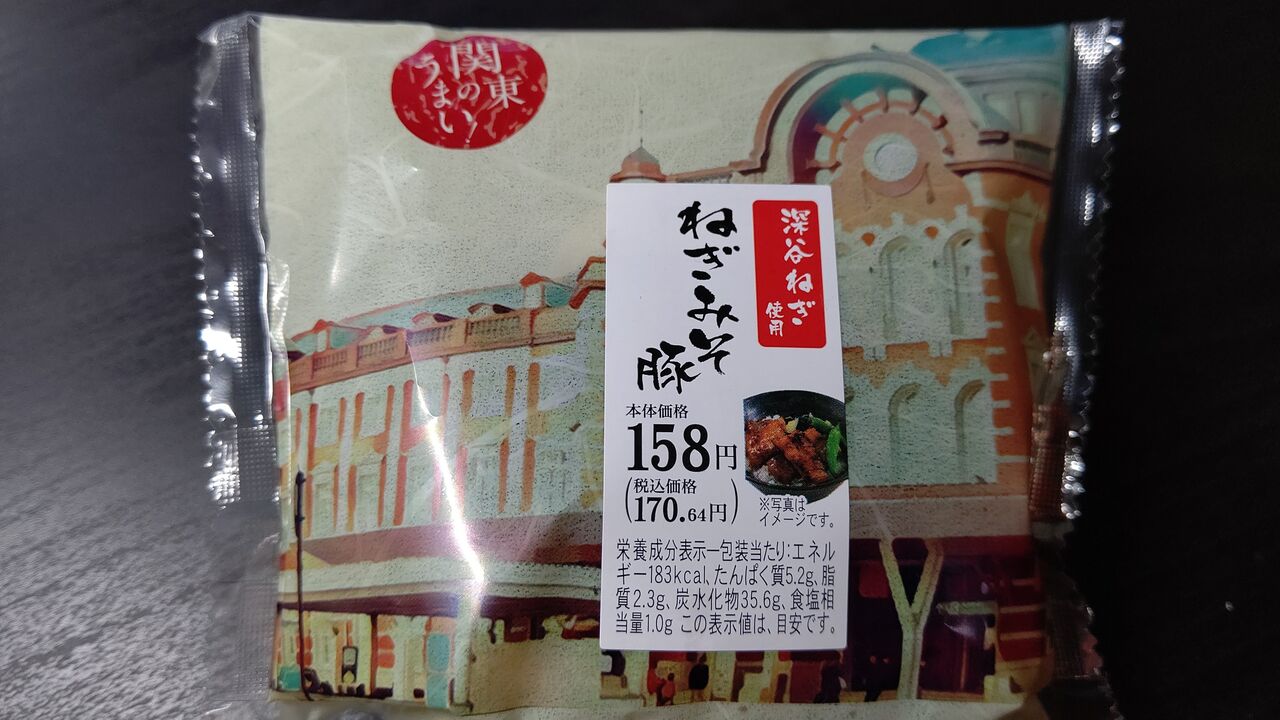 関東
の
うまい!
深谷ねぎ
使用
ねぎみそ
豚
本体価格
158円
(税込価格
170.64円)
※写真は
イメージです。
栄養成分表示一包装当たり:エネル
ギー183kcal、たんぱく質5.2g、脂
質2.3g、炭水化物35.6g、食塩相
当量1.0g この表示値は、目安です。